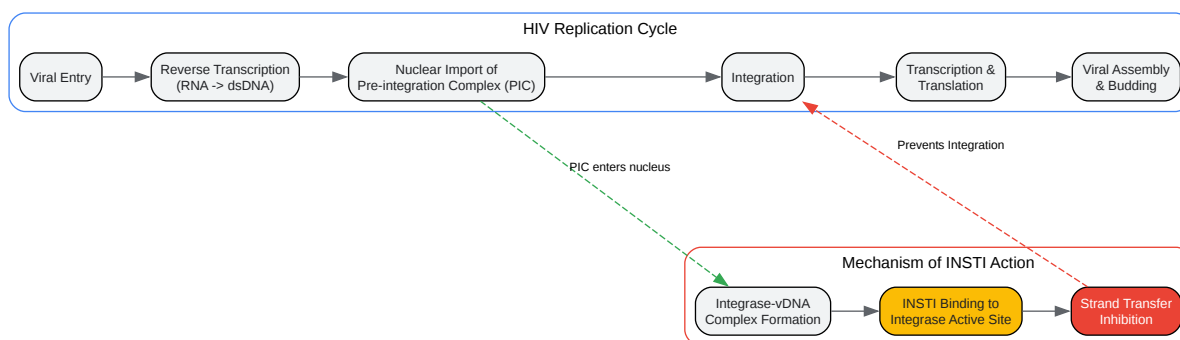 HIV Replication Cycle
Viral Entry
Reverse Transcription
(RNA -> dsDNA)
Nuclear Import of
Pre-integration Complex (PIC)
Integration
Transcription &
Translation
Viral Assembly
& Budding
Prevents Integration
PIC enters nucleus
Mechanism of INSTI Action
Integrase-vDNA
Complex Formation
INSTI Binding to
Integrase Active Site
Strand Transfer
Inhibition